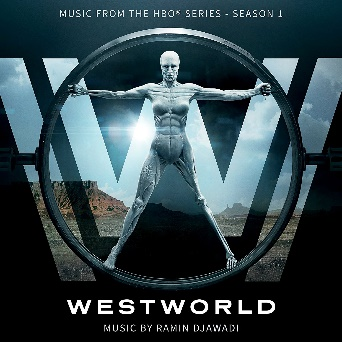 MUSIC FROM THE HBO® SERIES - SEASON 1
W
WESTWORLD
MUSIC BY RAMIN DJAWADI